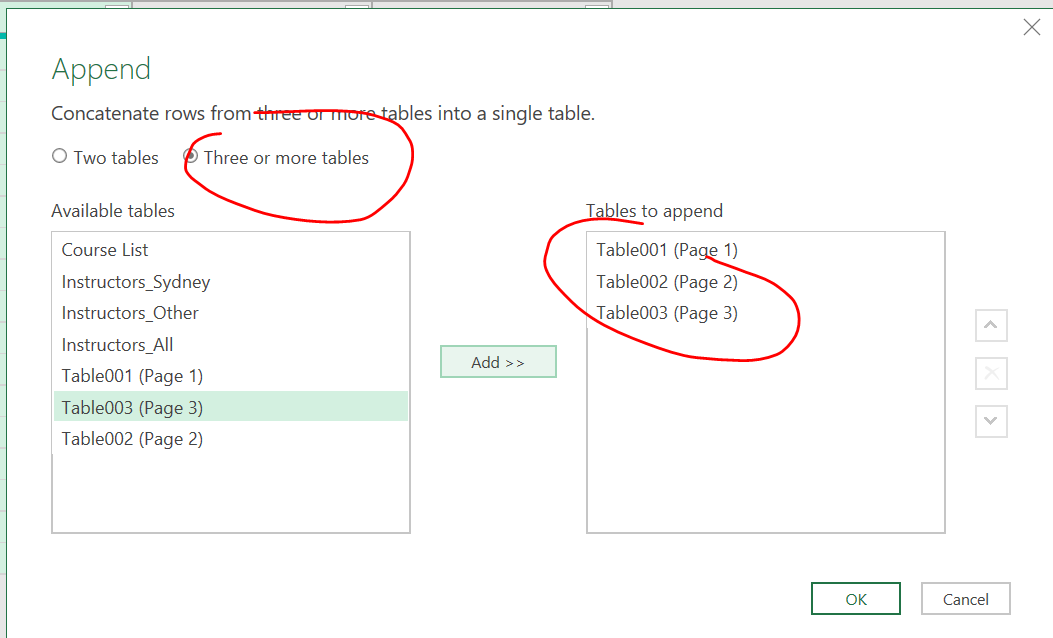 Append
Concatenate rows from three or more tables into a single table.
Two tables
Three or more tables
Available tables
Course List
Instructors_Sydney
Instructors_Other
Instructors_All
Table001 (Page 1)
Table003 (Page 3)
Table002 (Page 2)
Add >>
Tables to append
Table001 (Page 1)
Table002 (Page 2)
Table003 (Page 3)
OK
Cancel